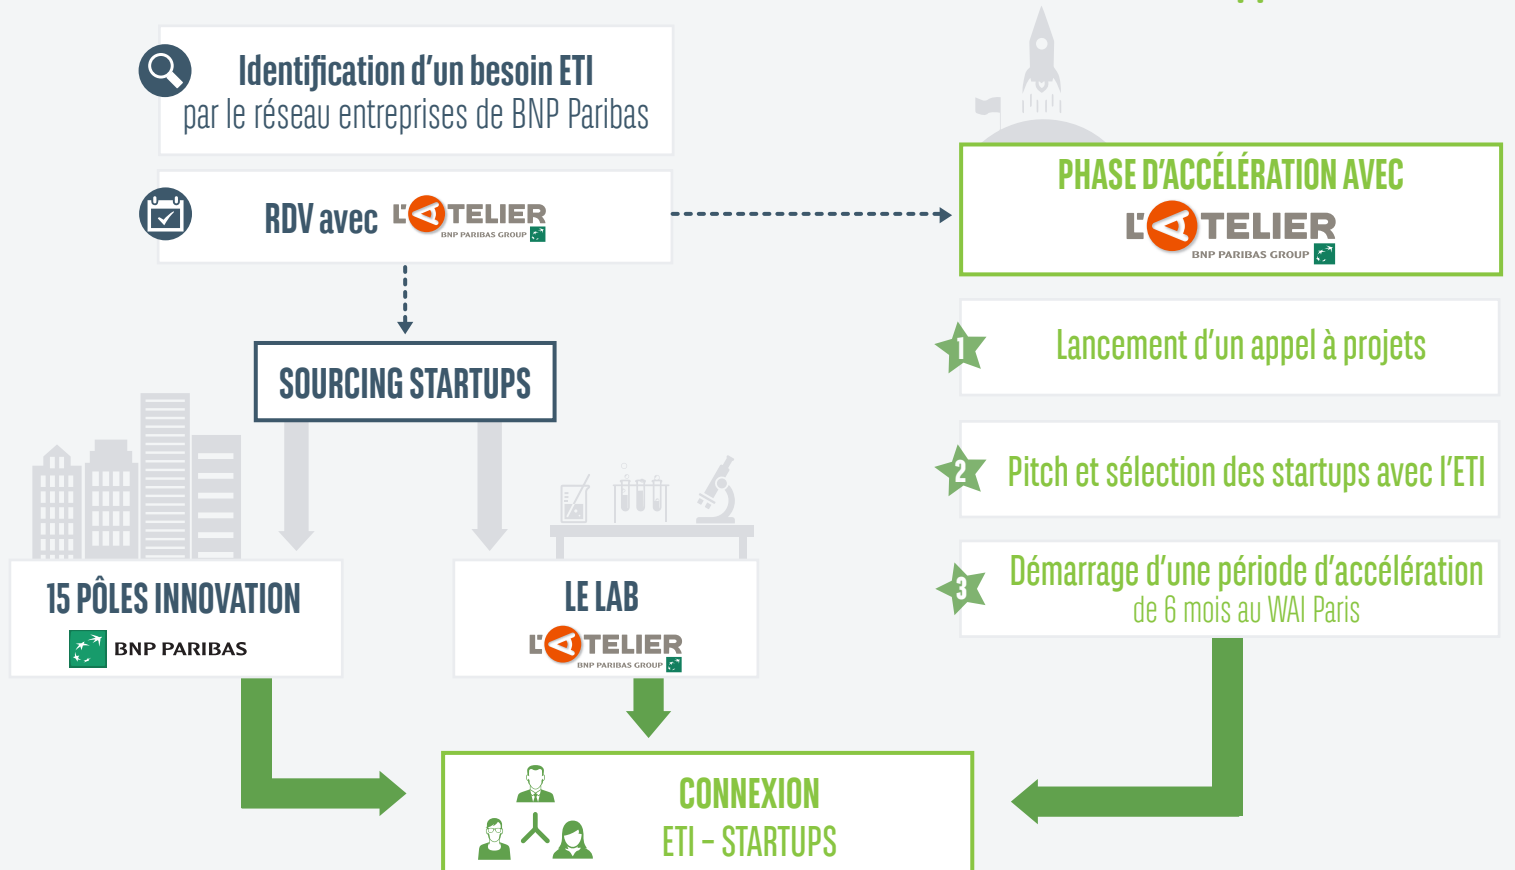 Identification d'un besoin ETI
par le réseau entreprises de BNP Paribas
RDV avec L'ATELIER
BNP PARIBAS GROUP
SOURCING STARTUPS
15 PÔLES INNOVATION
BNP PARIBAS
LE LAB
L'ATELIER
BNP PARIBAS GROUP
PHASE D'ACCÉLÉRATION AVEC
L'ATELIER
BNP PARIBAS GROUP
1 Lancement d'un appel à projets
2 Pitch et sélection des startups avec l'ETI
3 Démarrage d'une période d'accélération
de 6 mois au WAI Paris
CONNEXION
ETI – STARTUPS